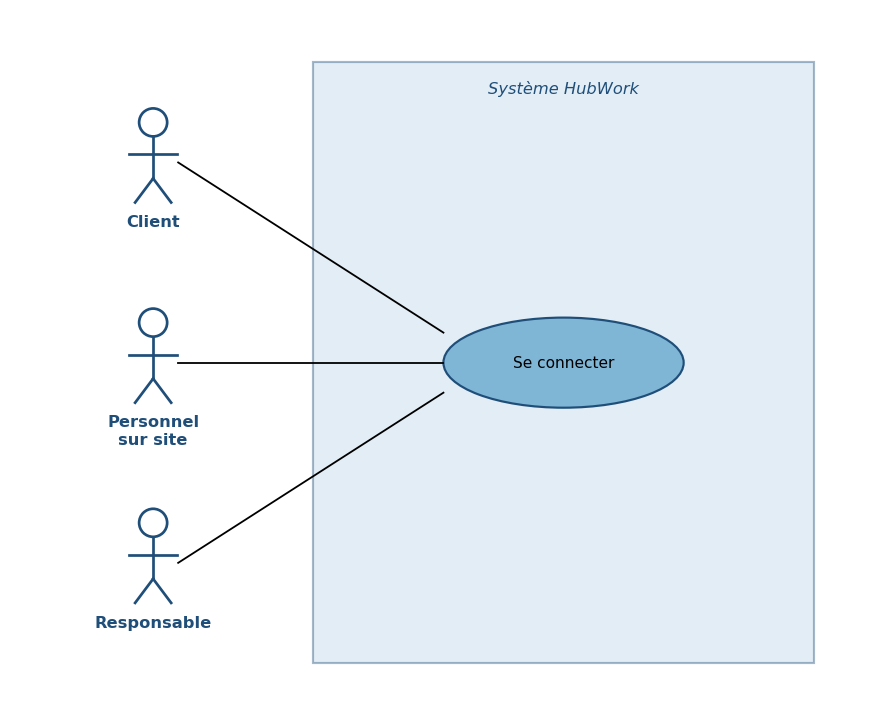 Système HubWork
Client
Se connecter
Personnel
sur site
Responsable